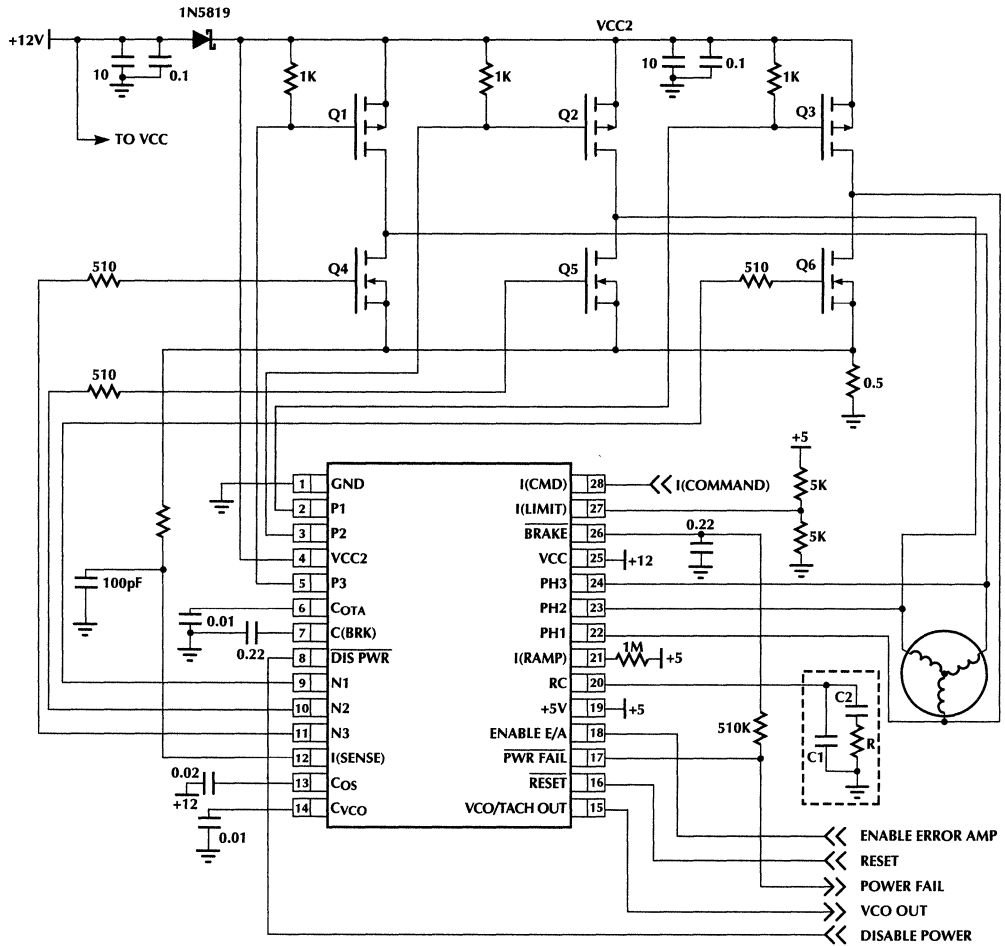 1N5819
+12V
VCC2
10
0.1
1K
1K
10
0.1
1K
Q1
Q2
Q3
TO VCC
510
Q4
Q5
510
Q6
510
0.5
+5
5K
5K
100pF
0.01
0.22
1 GND
2 P1
3 P2
4 VCC2
5 P3
6 COTA
7 C(BRK)
8 DIS PWR
9 N1
10 N2
11 N3
12 I(SENSE)
13 COS
14 CVCO
I(CMD) 28
I(LIMIT) 27
BRAKE 26
VCC 25
PH3 24
PH2 23
PH1 22
I(RAMP) 21
RC 20
+5V 19
ENABLE E/A 18
PWR FAIL 17
RESET 16
VCO/TACH OUT 15
I(COMMAND)
0.22
+12
1M
+5
+5
510K
C2
R
C1
0.02
+12
0.01
ENABLE ERROR AMP
RESET
POWER FAIL
VCO OUT
DISABLE POWER